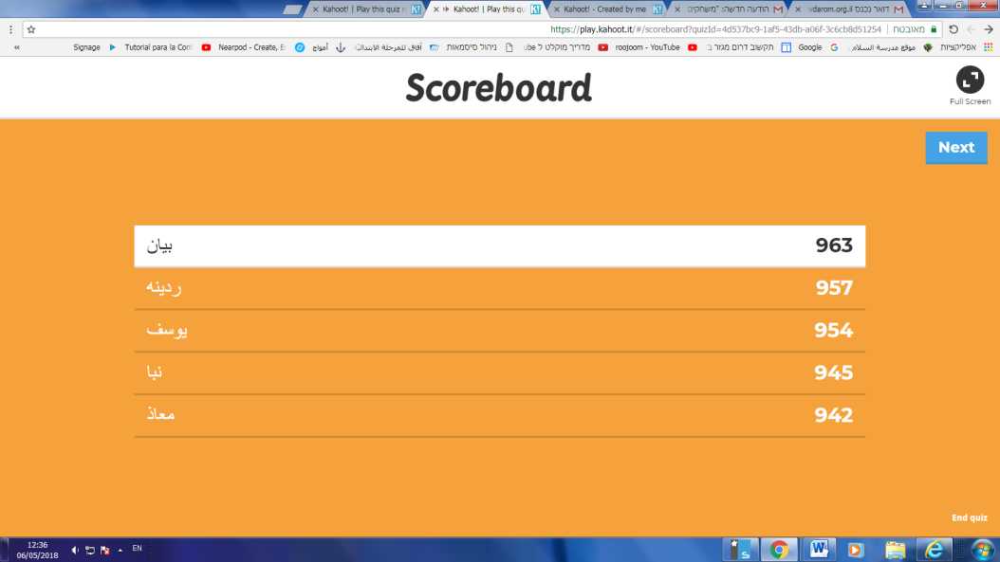 Kahoot! | Play this quiz n
Kahoot! | Play this qui
Kahoot! - Created by me
הודעה חדשה: "משחקים
דואר נכנס vdarom.org.il
https://play.kahoot.it/#/scoreboard?quizId=4d537bc9-1af5-43db-a06f-3c6cb8d51254 | מאובטח
« Signage Tutorial para la Con Nearpod - Create, E أمواج آفاق للمرحلة الابتدائ ניהול סיסמאות מדריך מוקלט ל ube roojoom - YouTube תקשוב דרום מגזר ב Google موقع مدرسة السلام אפליקציות
Scoreboard
Full Screen
Next
بيان 963
ردينه 957
يوسف 954
نبا 945
معاذ 942
End quiz
12:36
06/05/2018
EN